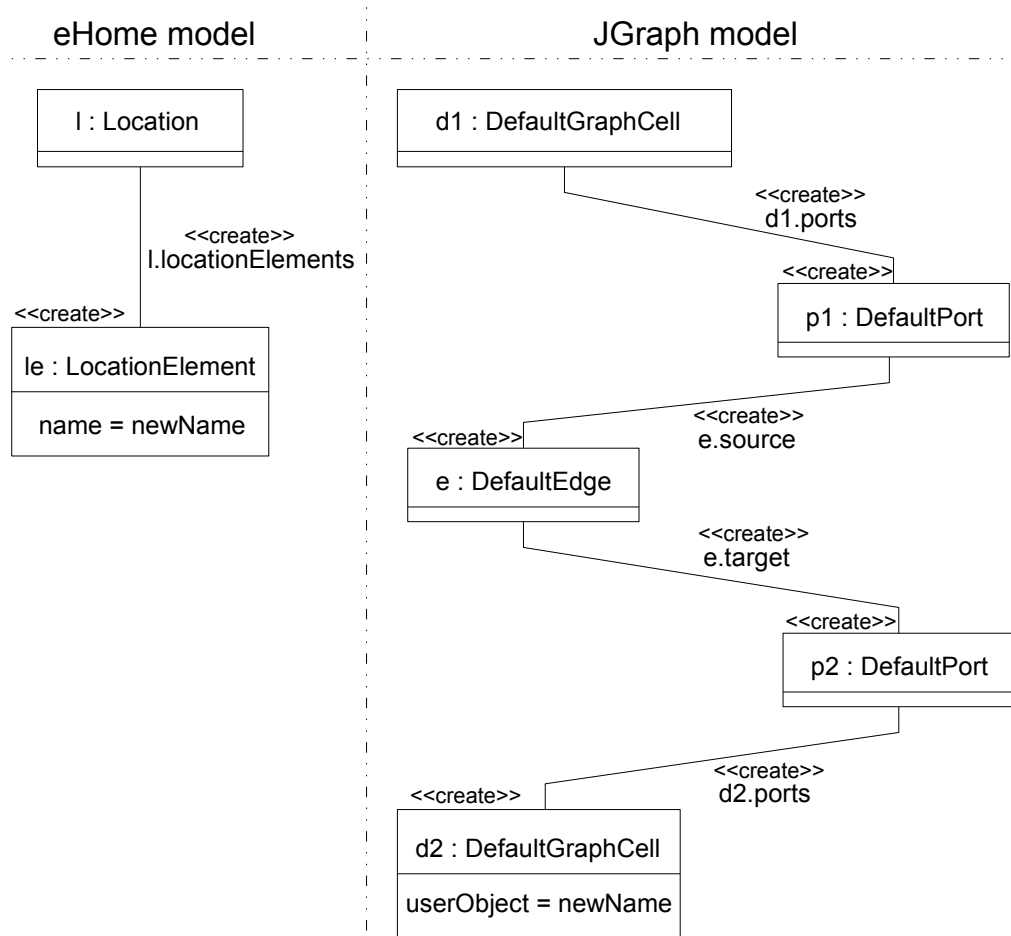 eHome model
l : Location
<<create>>
l.locationElements
<<create>>
le : LocationElement
name = newName
JGraph model
d1 : DefaultGraphCell
<<create>>
d1.ports
<<create>>
p1 : DefaultPort
<<create>>
e.source
<<create>>
e : DefaultEdge
<<create>>
e.target
<<create>>
p2 : DefaultPort
<<create>>
d2.ports
<<create>>
d2 : DefaultGraphCell
userObject = newName